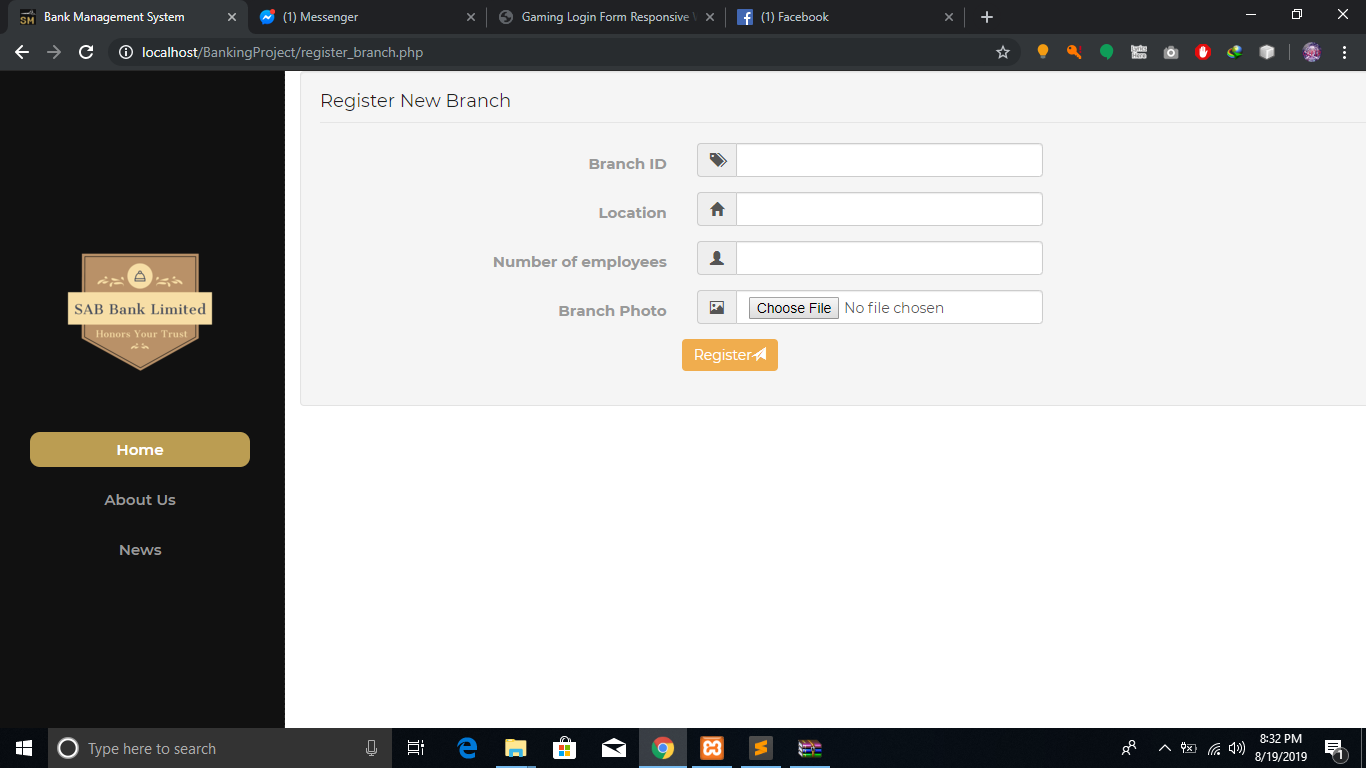 SM Bank Management System
(1) Messenger
Gaming Login Form Responsive
(1) Facebook
localhost/BankingProject/register_branch.php
Lyrics
Here
Register New Branch
Branch ID
Location
Number of employees
Branch Photo Choose File No file chosen
Register
SAB Bank Limited
Honors Your Trust
Home
About Us
News
Type here to search
8:32 PM
8/19/2019
1